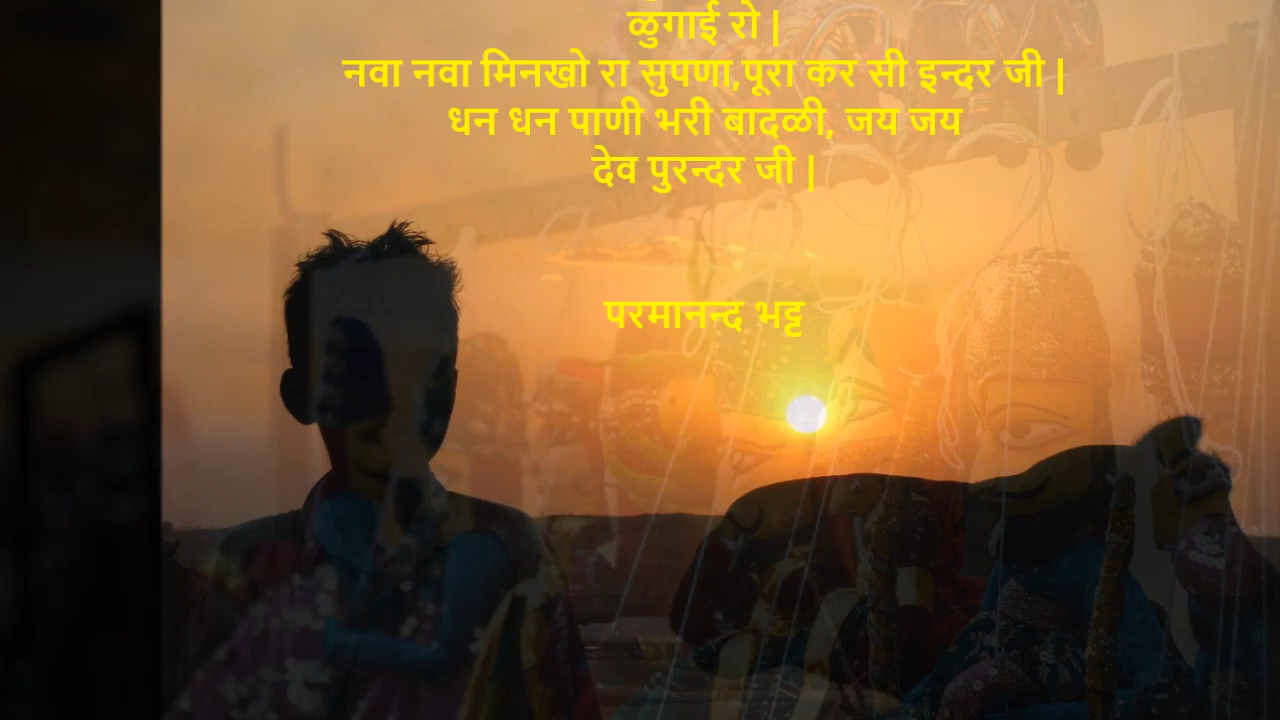 ळुगाई रो |
नवा नवा मिनखो रा सुपणा,पूरा कर सी इन्दर जी |
धन धन पाणी भरी बादळी, जय जय
देव पुरन्दर जी |
परमानन्द भट्ट